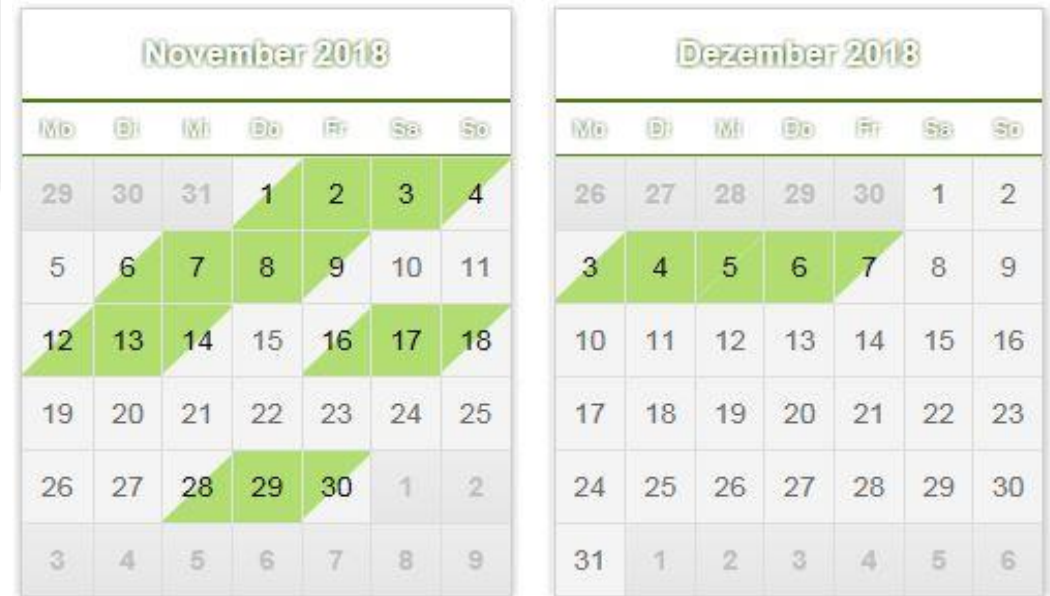 November 2018
Mo Di Mi Do Fr Sa So
29 30 31 1 2 3 4
5 6 7 8 9 10 11
12 13 14 15 16 17 18
19 20 21 22 23 24 25
26 27 28 29 30 1 2
3 4 5 6 7 8 9
Dezember 2018
Mo Di Mi Do Fr Sa So
26 27 28 29 30 1 2
3 4 5 6 7 8 9
10 11 12 13 14 15 16
17 18 19 20 21 22 23
24 25 26 27 28 29 30
31 1 2 3 4 5 6